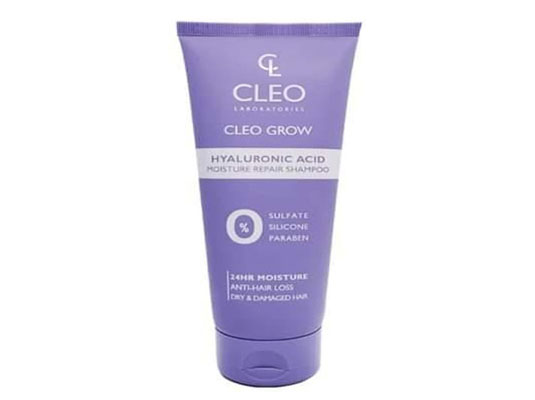 CL
CLEO
LABORATORIES
CLEO GROW
HYALURONIC ACID
MOISTURE REPAIR SHAMPOO
0%
SULFATE
SILICONE
PARABEN
24HR MOISTURE
ANTI-HAIR LOSS
DRY & DAMAGED HAIR